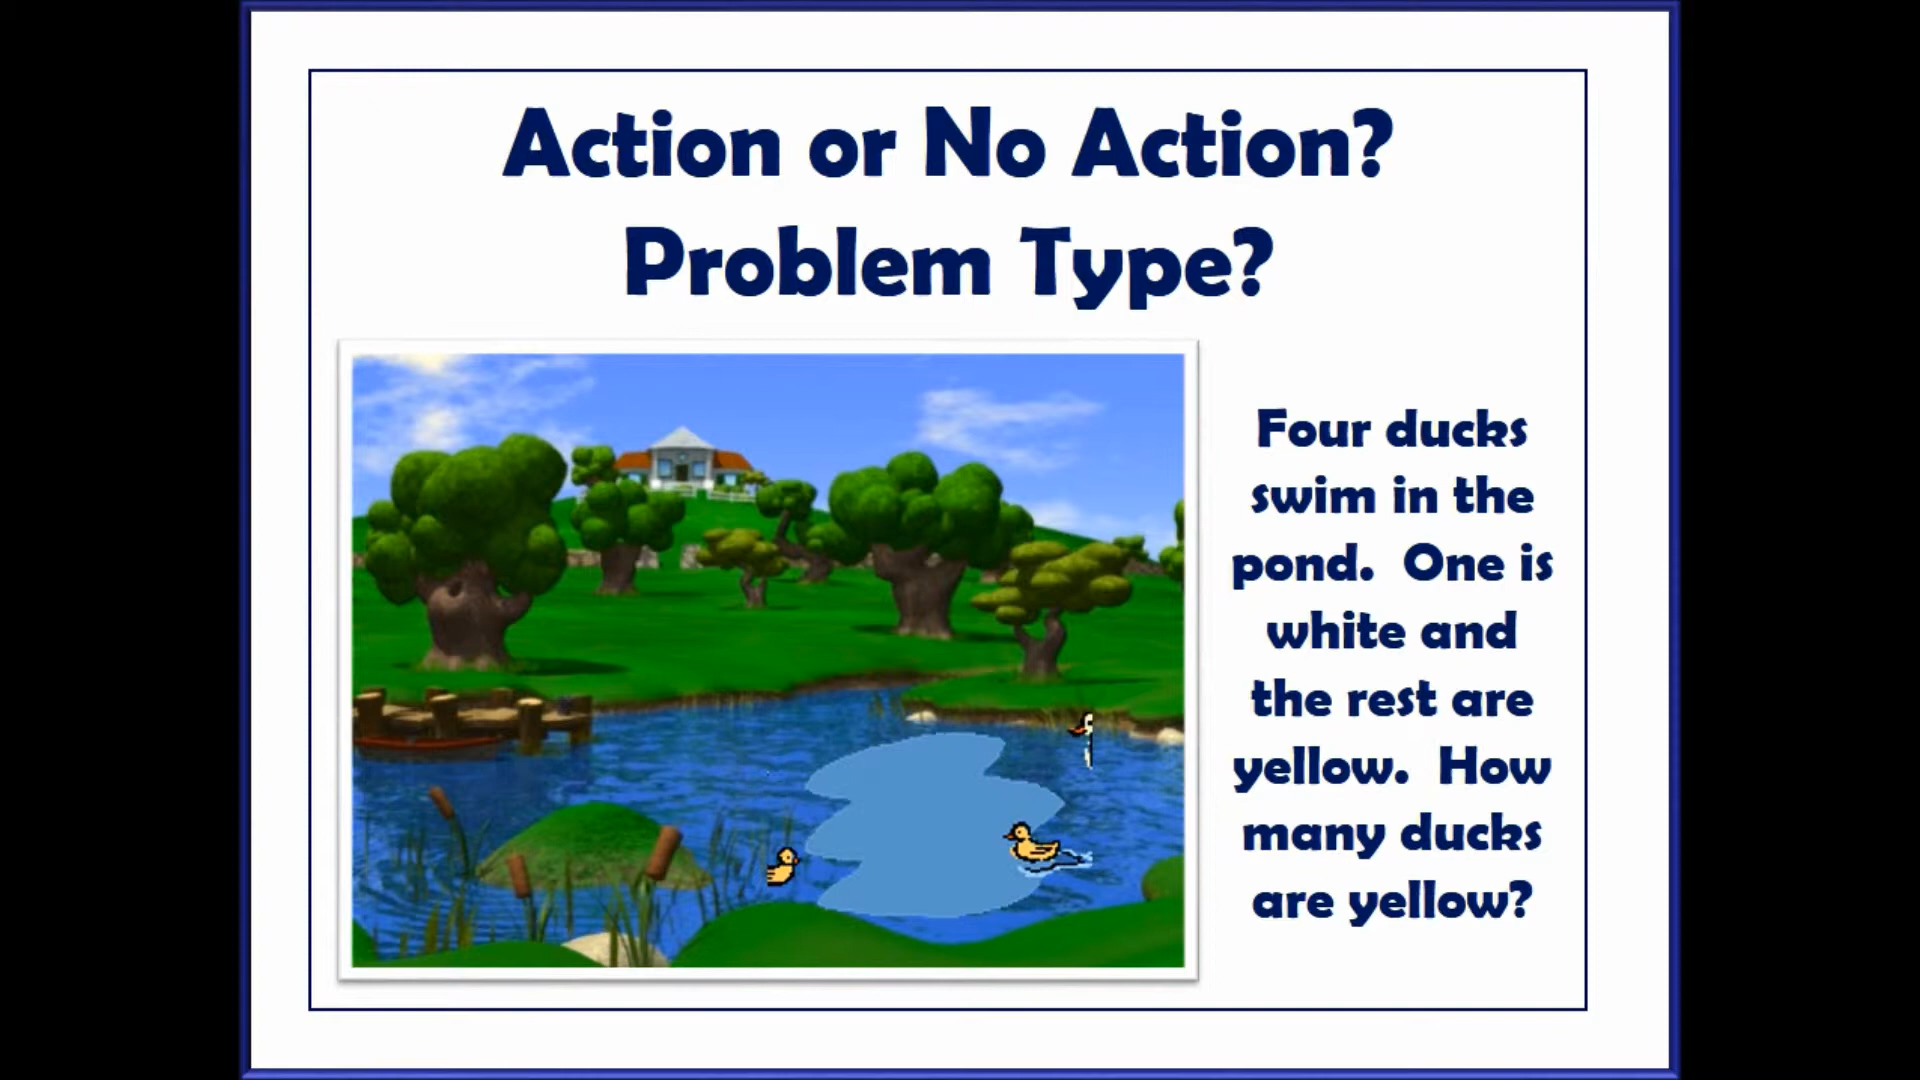 Action or No Action?
Problem Type?
Four ducks
swim in the
pond.  One is
white and
the rest are
yellow.  How
many ducks
are yellow?